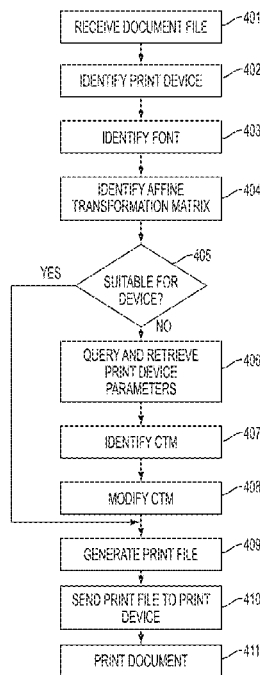 RECEIVE DOCUMENT FILE
401
IDENTIFY PRINT DEVICE
402
IDENTIFY FONT
403
IDENTIFY AFFINE
TRANSFORMATION MATRIX
404
405
YES
SUITABLE FOR
DEVICE?
NO
QUERY AND RETRIEVE
PRINT DEVICE
PARAMETERS
406
IDENTIFY CTM
407
MODIFY CTM
408
GENERATE PRINT FILE
409
SEND PRINT FILE TO PRINT
DEVICE
410
PRINT DOCUMENT
411